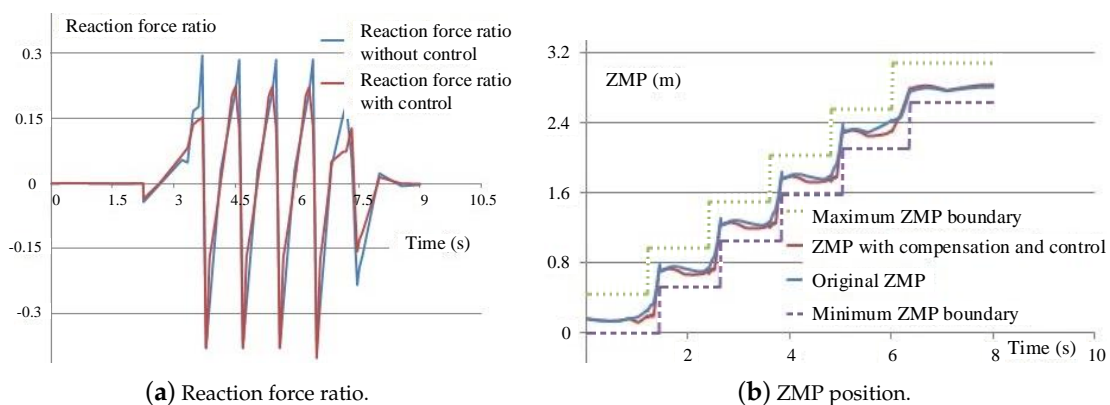 Reaction force ratio
0.3
0.15
0
-0.15
-0.3
0
1.5
3
4.5
6
7.5
9
10.5
Time (s)
Reaction force ratio
without control
Reaction force ratio
with control
(a) Reaction force ratio.
ZMP (m)
3.2
2.4
1.6
0.8
0
2
4
6
8
10
Time (s)
Maximum ZMP boundary
ZMP with compensation and control
Original ZMP
Minimum ZMP boundary
(b) ZMP position.